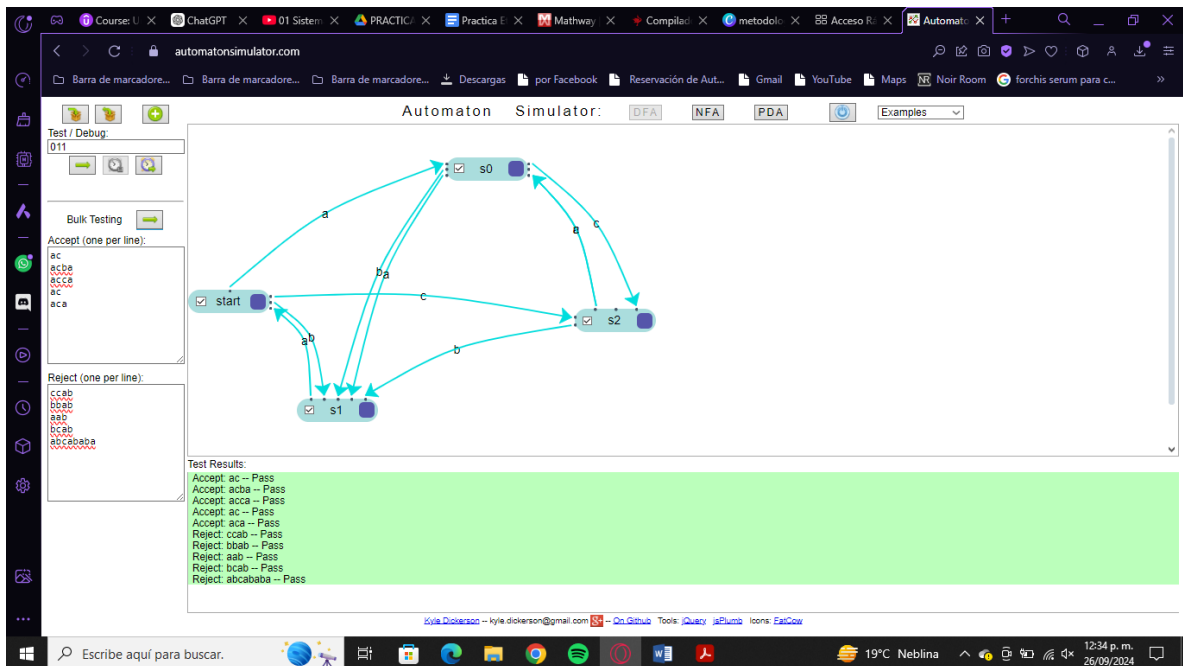 Course: U
ChatGPT
01 Sistem
PRACTICA
Practica E
Mathway
Compilad
metodolo
Acceso Ra
Automato
automatonsimulator.com
Barra de marcadore...
Barra de marcadore...
Barra de marcadore...
Descargas
por Facebook
Reservación de Aut...
Gmail
YouTube
Maps
NR Noir Room
forchis serum para c...
Automaton Simulator:
DFA
NFA
PDA
Examples
Test / Debug:
011
Bulk Testing
Accept (one per line):
ac
acba
acca
ac
aca
Reject (one per line):
ccab
bbab
aab
bcab
abcababa
s0
a
c
ba
start
c
s2
a
b
b
s1
Test Results:
Accept: ac -- Pass
Accept: acba -- Pass
Accept: acca -- Pass
Accept: ac -- Pass
Accept: aca -- Pass
Reject: ccab -- Pass
Reject: bbab -- Pass
Reject: aab -- Pass
Reject: bcab -- Pass
Reject: abcababa -- Pass
Kyle Dickerson -- kyle.dickerson@gmail.com -- On Github Tools: jQuery jsPlumb Icons: FatCow
Escribe aquí para buscar.
19°C Neblina
12:34 p. m.
26/09/2024